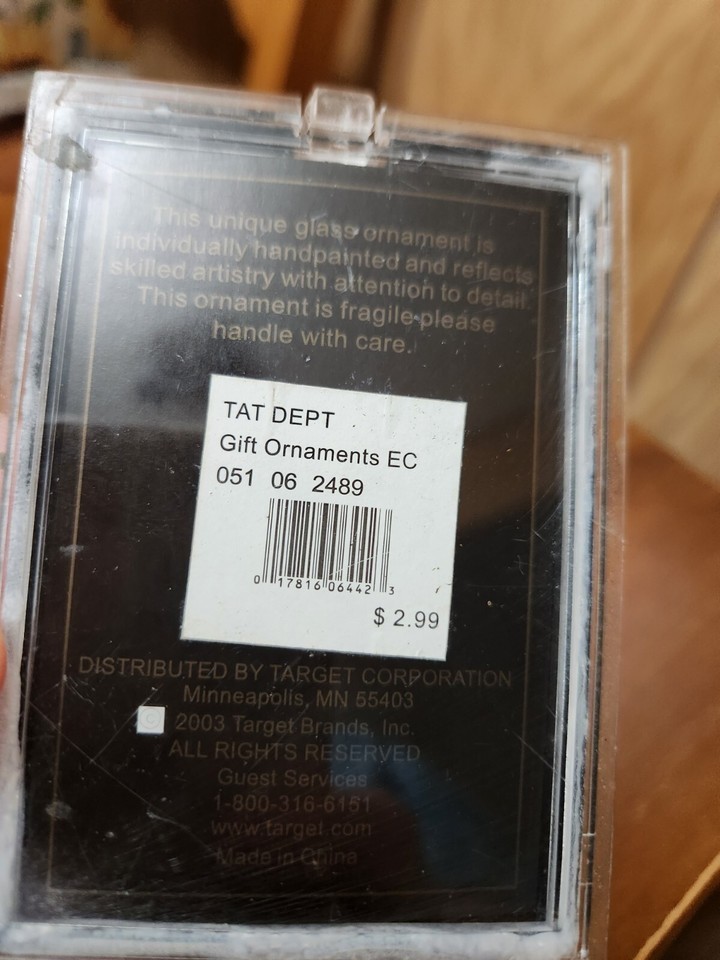 This unique glass ornament is
individually handpainted and reflects
skilled artistry with attention to detail.
This ornament is fragile please
handle with care.
TAT DEPT
Gift Ornaments EC
051 06 2489
0 17816 06442 3
$ 2.99
DISTRIBUTED BY TARGET CORPORATION
Minneapolis, MN 55403
2003 Target Brands, Inc.
ALL RIGHTS RESERVED
Guest Services
1-800-316-6151
www.target.com
Made in China